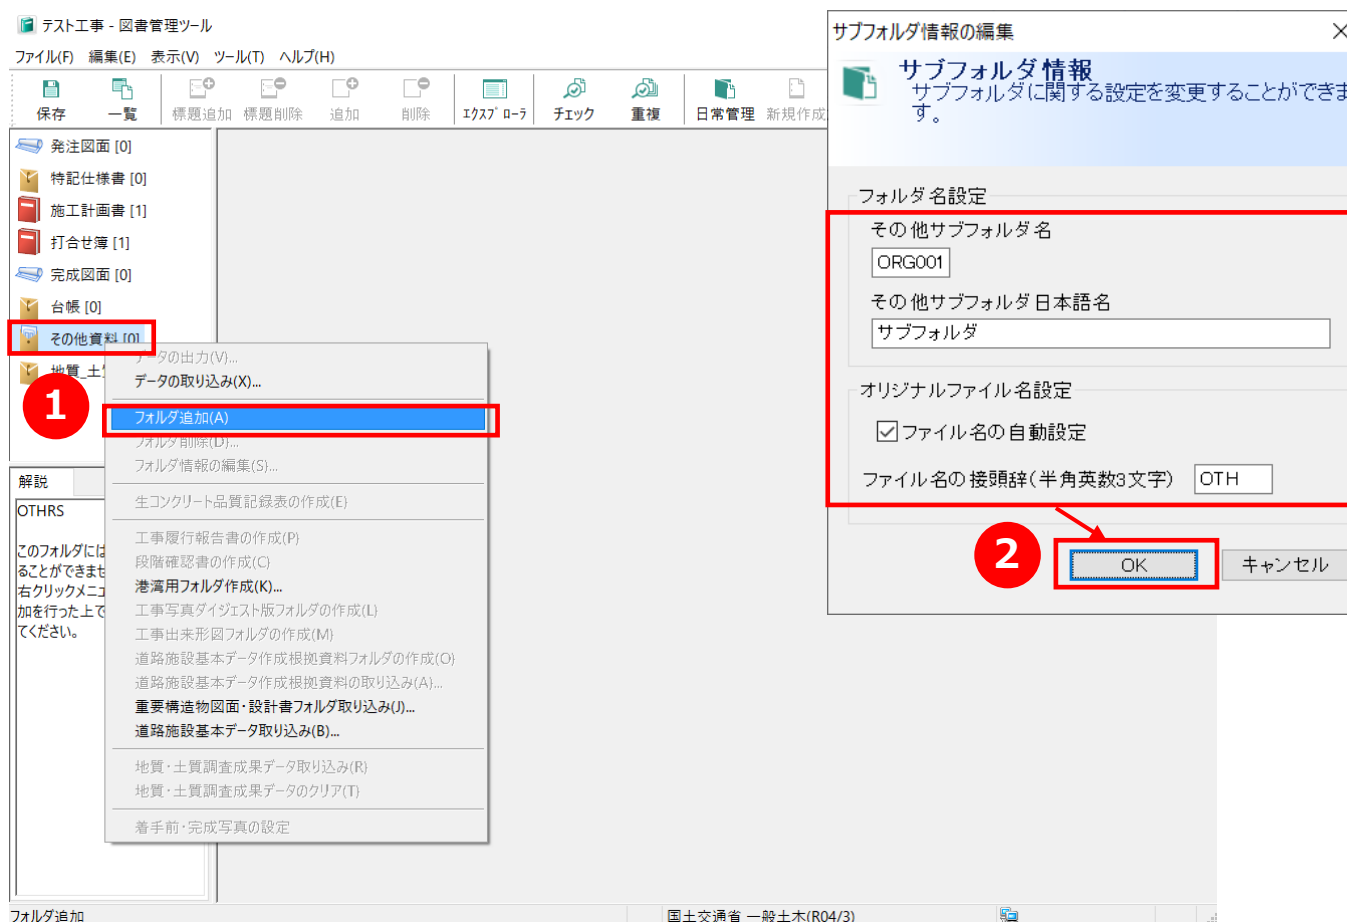 テスト工事 - 図書管理ツール
ファイル(F) 編集(E) 表示(V) ツール(T) ヘルプ(H)
保存 一覧 標題追加 標題削除 追加 削除 ｴｸｽﾌﾟﾛｰﾗ チェック 重複 日常管理 新規作成
発注図面 [0]
特記仕様書 [0]
施工計画書 [1]
打合せ簿 [1]
完成図面 [0]
台帳 [0]
その他資料 [0]
地質_土
1
データの出力(V)...
データの取り込み(X)...
フォルダ追加(A)
フォルダ削除(D)...
フォルダ情報の編集(S)...
生コンクリート品質記録表の作成(E)
工事履行報告書の作成(P)
段階確認書の作成(C)
港湾用フォルダ作成(K)...
工事写真ダイジェスト版フォルダの作成(L)
工事出来形図フォルダの作成(M)
道路施設基本データ作成根拠資料フォルダの作成(O)
道路施設基本データ作成根拠資料の取り込み(A)...
重要構造物図面・設計書フォルダ取り込み(J)...
道路施設基本データ取り込み(B)...
地質・土質調査成果データ取り込み(R)
地質・土質調査成果データのクリア(T)
着手前・完成写真の設定
解説
OTHRS
このフォルダには
ることができませ
右クリックメニュ
加を行った上で
てください。
フォルダ追加
国土交通省 一般土木(R04/3)
サブフォルダ情報の編集
サブフォルダ情報
サブフォルダに関する設定を変更することができま
す。
フォルダ名設定
その他サブフォルダ名
ORG001
その他サブフォルダ日本語名
サブフォルダ
オリジナルファイル名設定
ファイル名の自動設定
ファイル名の接頭辞(半角英数3文字) OTH
2
OK キャンセル